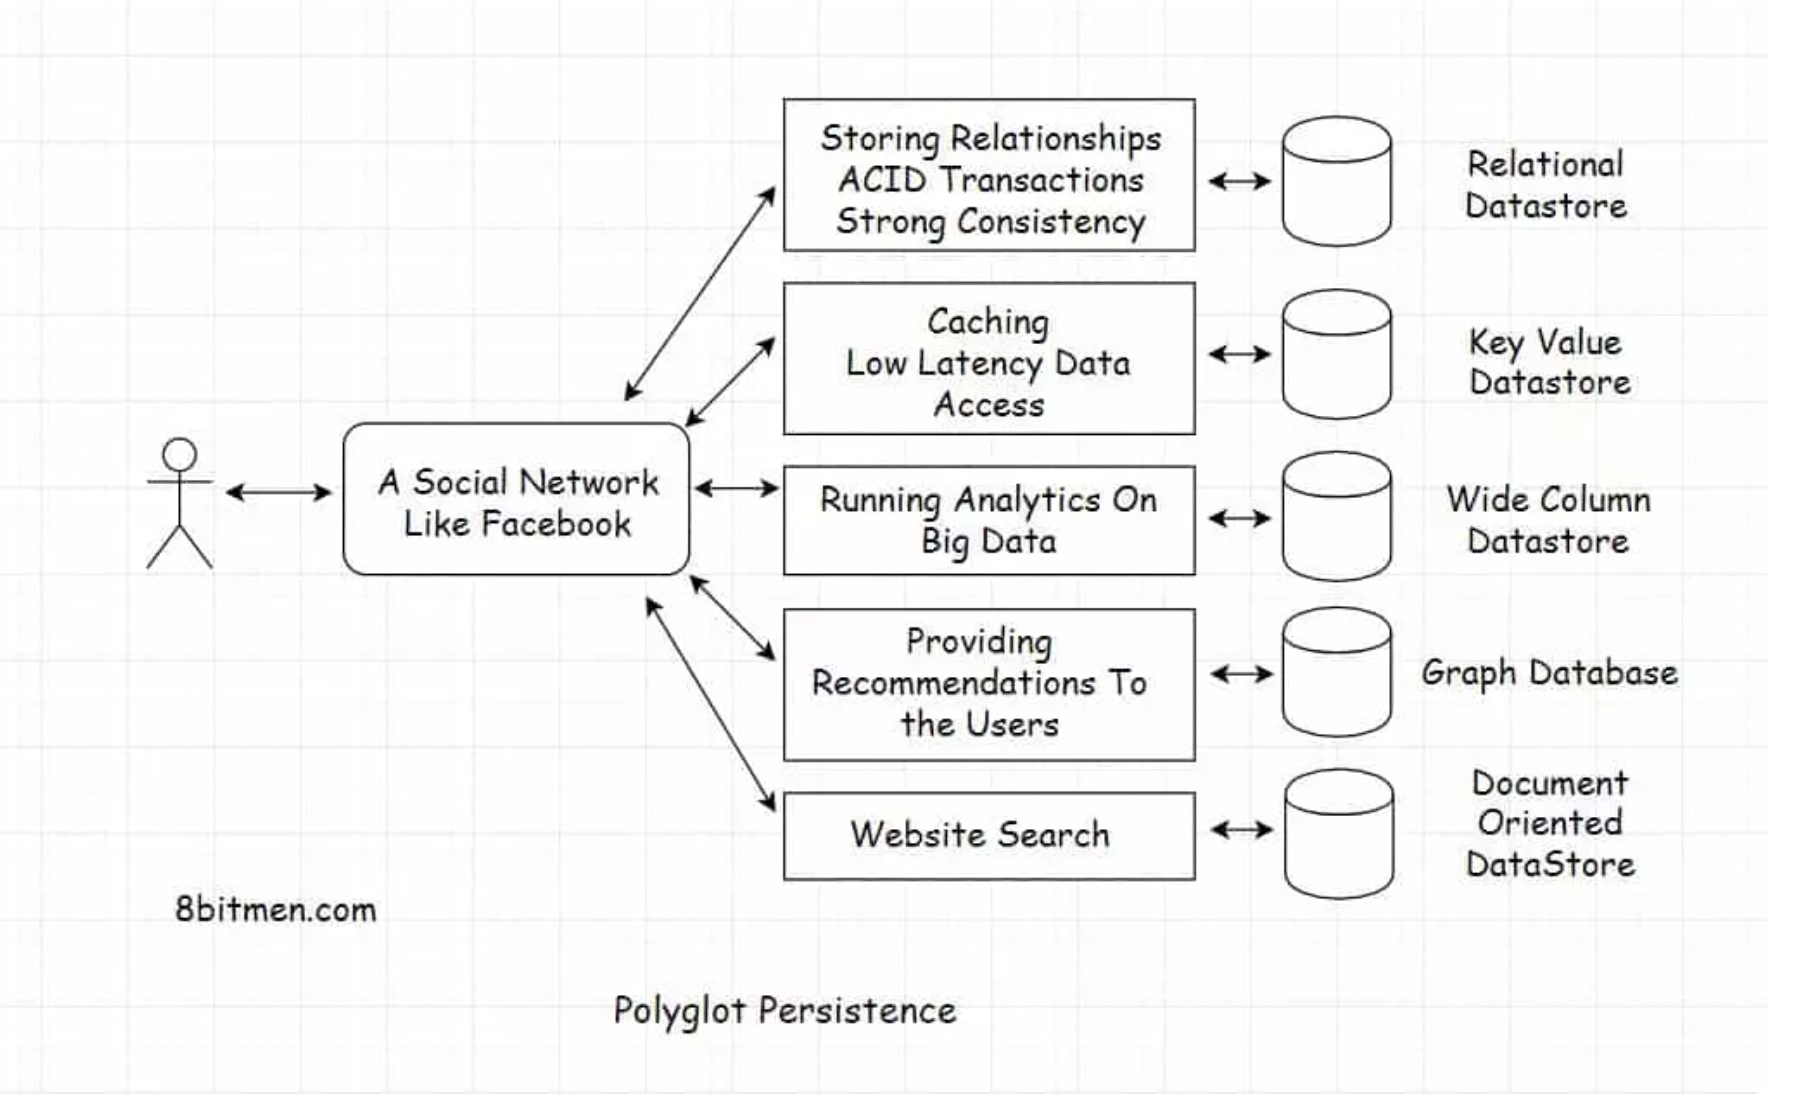 Storing Relationships
ACID Transactions
Strong Consistency
Relational
Datastore
Caching
Low Latency Data
Access
Key Value
Datastore
A Social Network
Like Facebook
Running Analytics On
Big Data
Wide Column
Datastore
Providing
Recommendations To
the Users
Graph Database
Website Search
Document
Oriented
DataStore
8bitmen.com
Polyglot Persistence